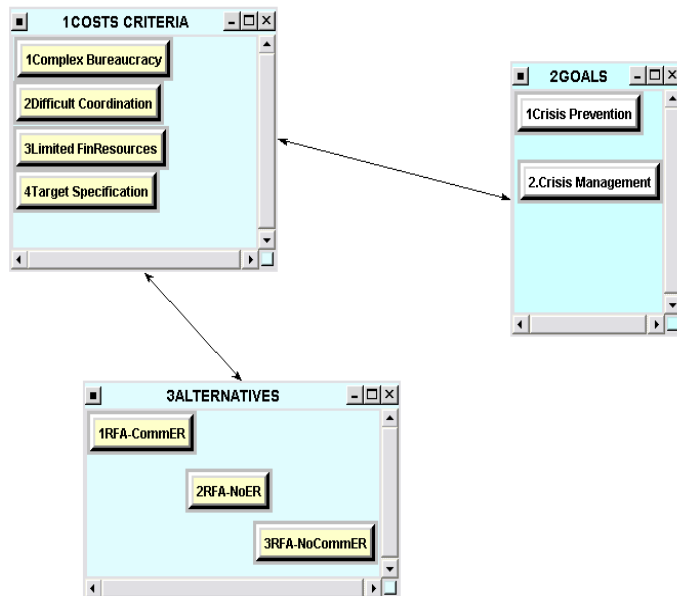 1COSTS CRITERIA
1Complex Bureaucracy
2Difficult Coordination
3Limited FinResources
4Target Specification
2GOALS
1Crisis Prevention
2.Crisis Management
3ALTERNATIVES
1RFA-CommER
2RFA-NoER
3RFA-NoCommER